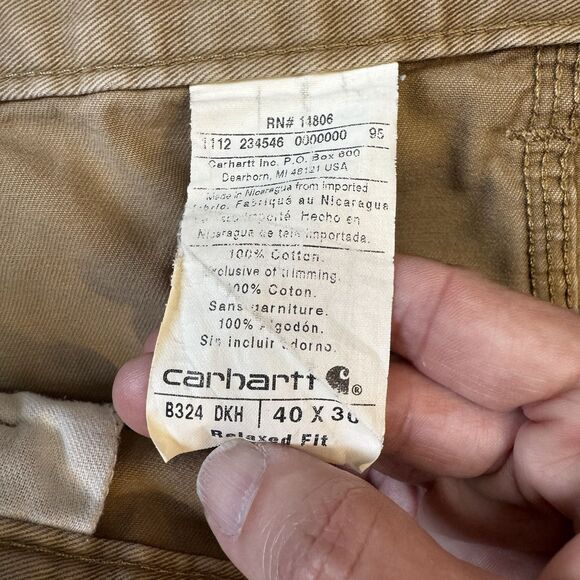 RN# 14806
1112 234546 0000000 95
Carhartt Inc. P.O. Box 600
Dearborn, MI 48121 USA
Made in Nicaragua from imported
fabric. Fabriqué au Nicaragua
importé. Hecho en
Nicaragua de tela importada.
100% Cotton.
Exclusive of trimming.
100% Coton.
Sans garniture.
100% Algodón.
Sin incluir adorno.
carhartt ®
B324 DKH 40 X 30
Relaxed Fit